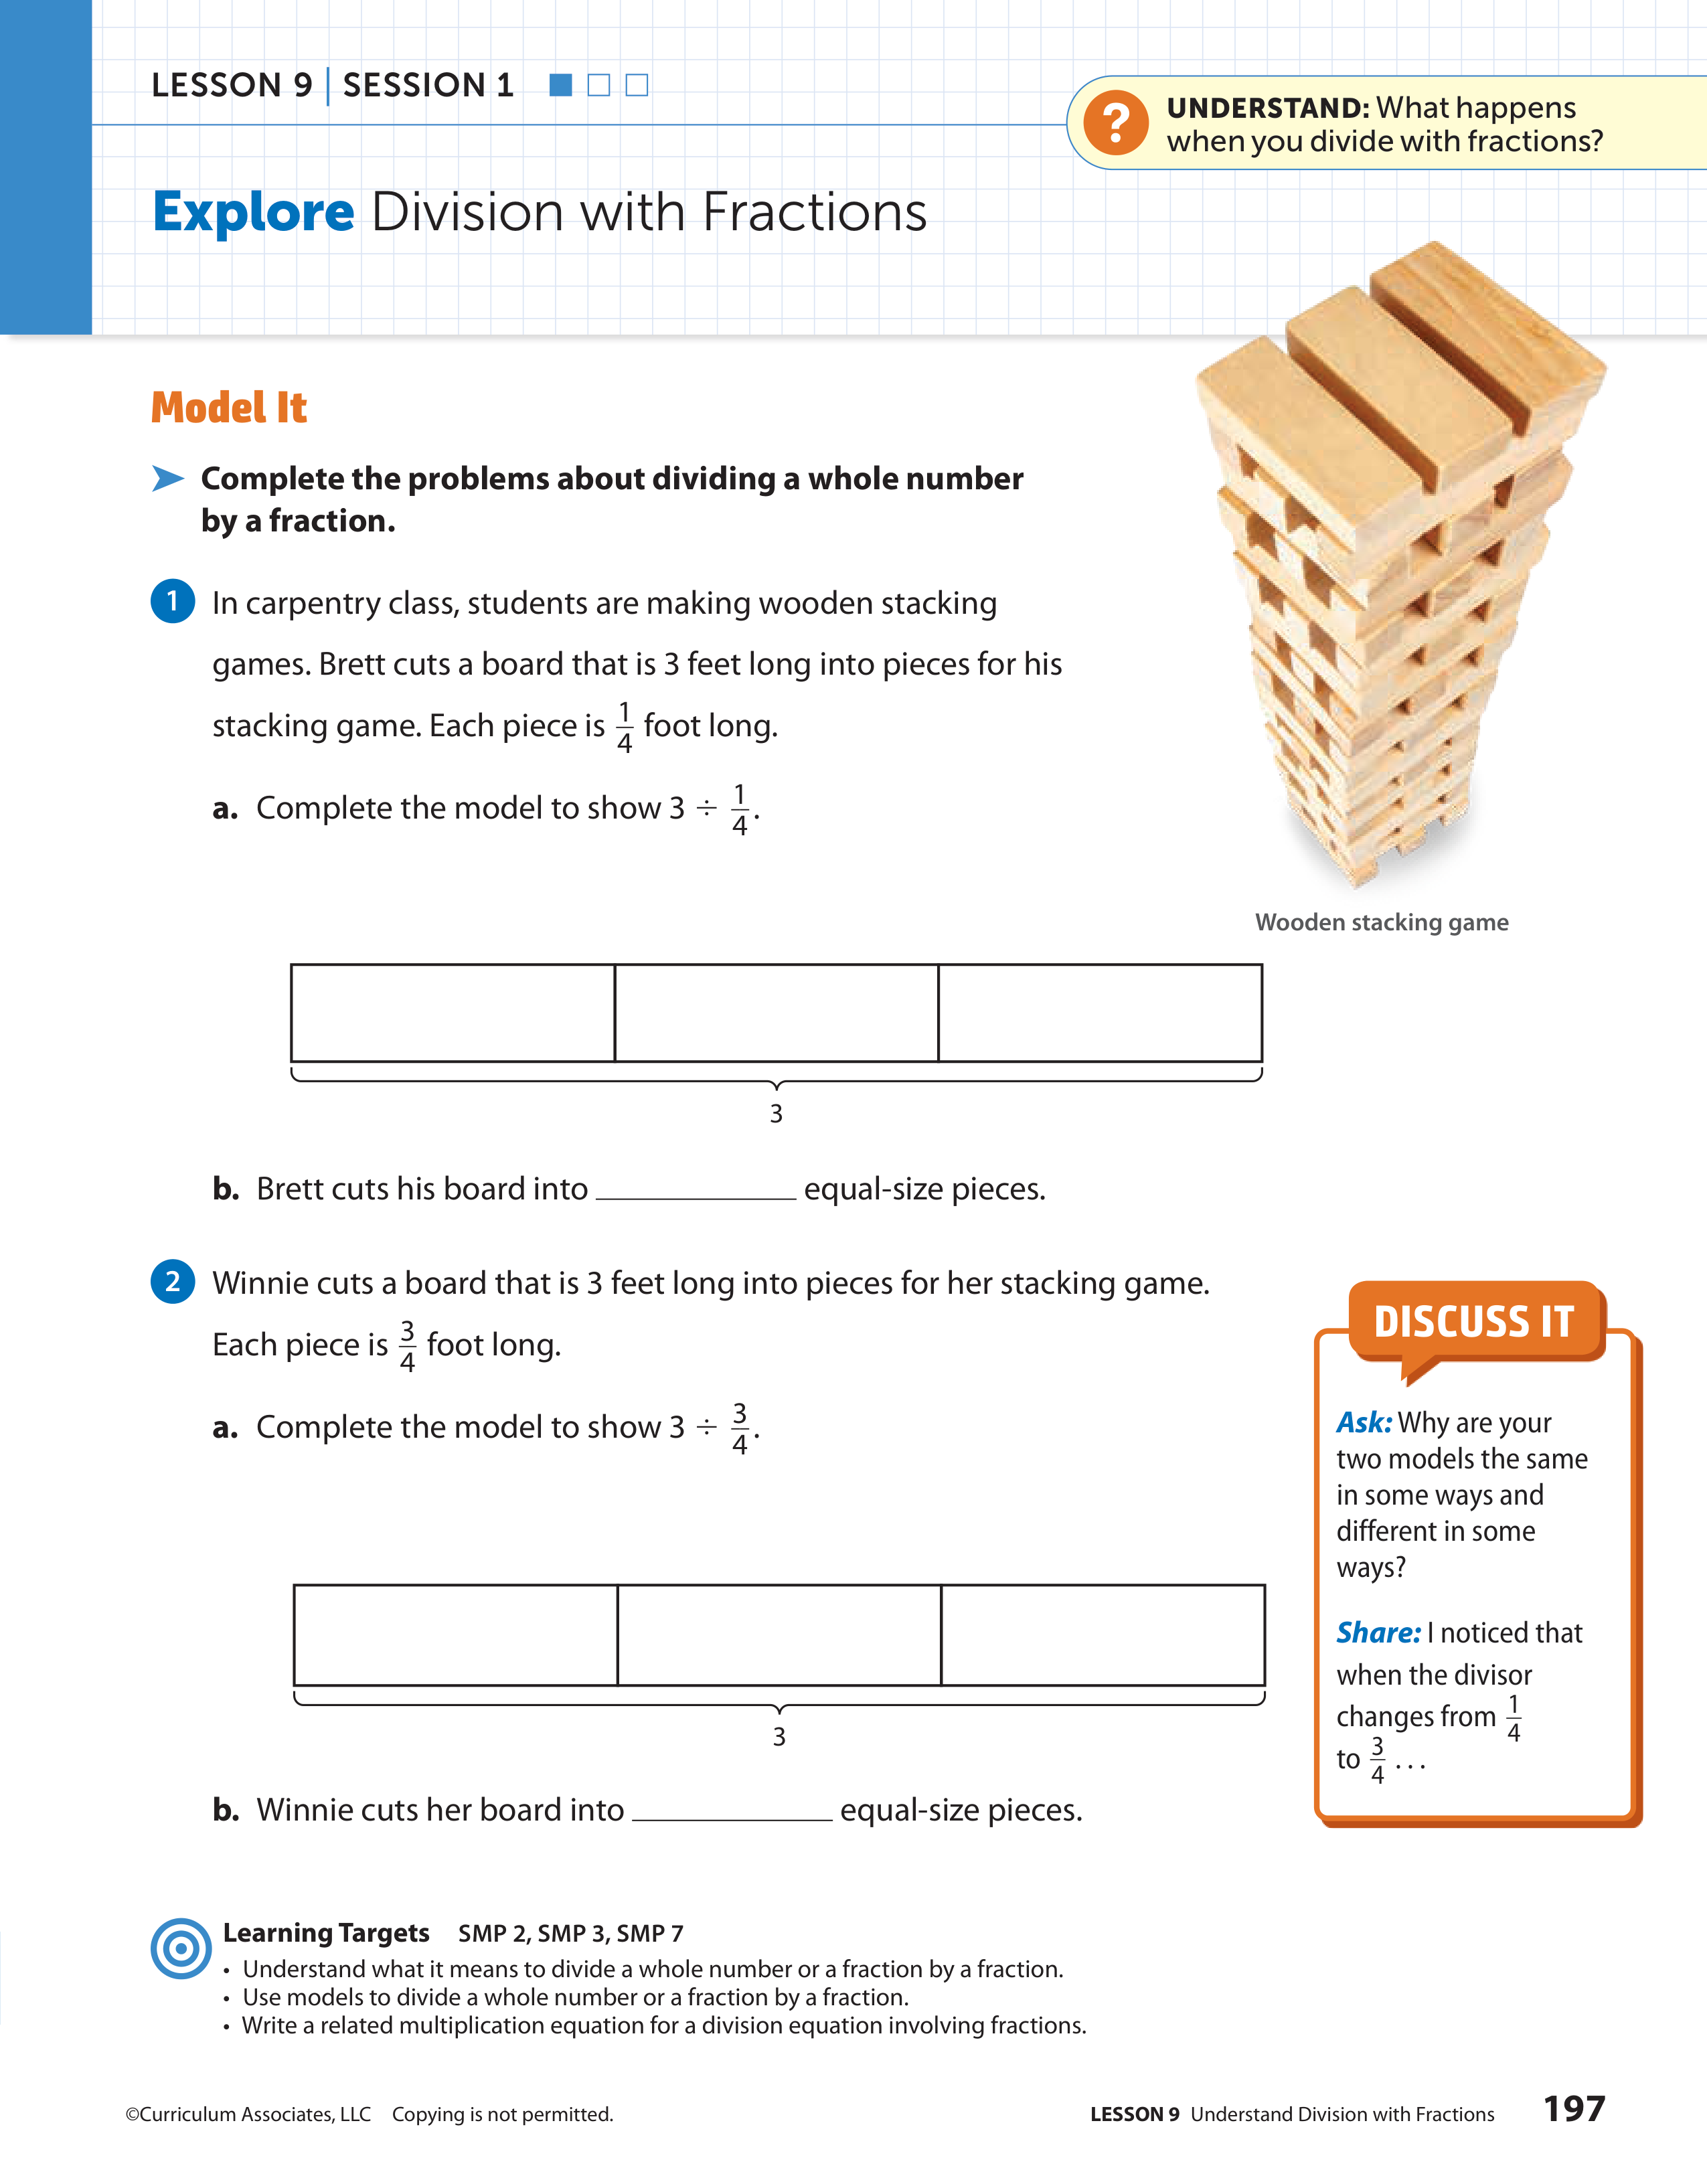 LESSON 9 | SESSION 1
UNDERSTAND: What happens
when you divide with fractions?
Explore Division with Fractions
Model It
Complete the problems about dividing a whole number
by a fraction.
1 In carpentry class, students are making wooden stacking
games. Brett cuts a board that is 3 feet long into pieces for his
stacking game. Each piece is 1/4 foot long.
a. Complete the model to show 3 ÷ 1/4.
Wooden stacking game
3
b. Brett cuts his board into ____________ equal-size pieces.
2 Winnie cuts a board that is 3 feet long into pieces for her stacking game.
Each piece is 3/4 foot long.
a. Complete the model to show 3 ÷ 3/4.
3
b. Winnie cuts her board into ____________ equal-size pieces.
DISCUSS IT
Ask: Why are your
two models the same
in some ways and
different in some
ways?
Share: I noticed that
when the divisor
changes from 1/4
to 3/4 . . .
Learning Targets SMP 2, SMP 3, SMP 7
• Understand what it means to divide a whole number or a fraction by a fraction.
• Use models to divide a whole number or a fraction by a fraction.
• Write a related multiplication equation for a division equation involving fractions.
©Curriculum Associates, LLC Copying is not permitted.
LESSON 9 Understand Division with Fractions 197